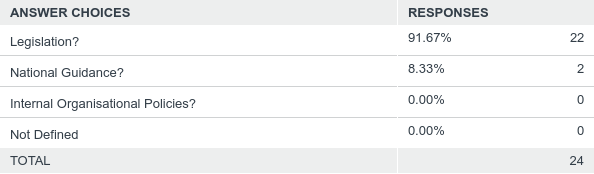 ANSWER CHOICES RESPONSES
Legislation? 91.67% 22
National Guidance? 8.33% 2
Internal Organisational Policies? 0.00% 0
Not Defined 0.00% 0
TOTAL 24